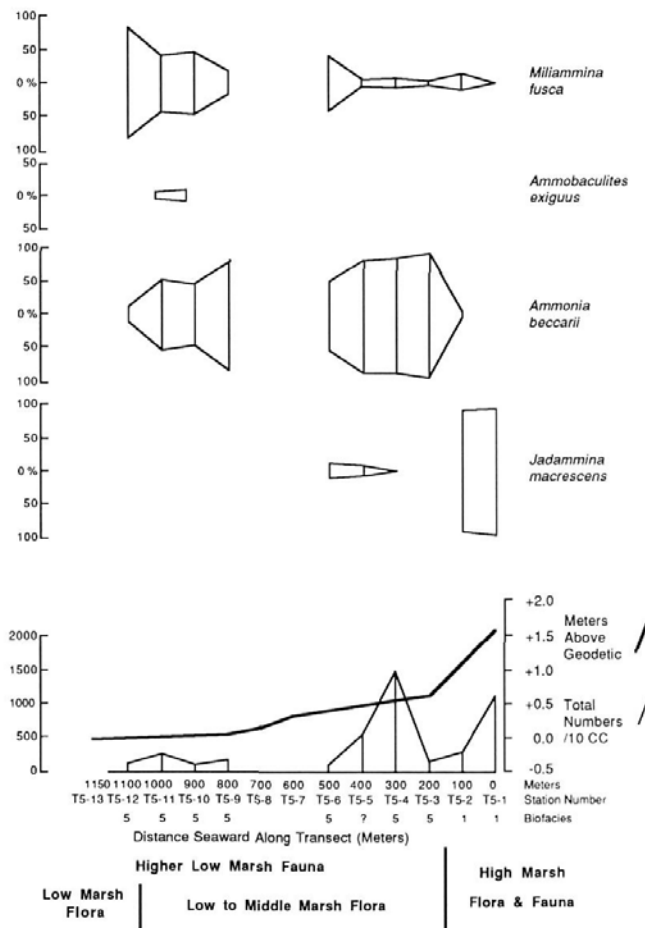 100
50
0 %
50
100
Miliammina
fusca
50
0 %
50
Ammobaculites
exiguus
100
50
0 %
50
100
Ammonia
beccarii
100
50
0 %
50
100
Jadammina
macrescens
2000
1500
1000
500
0
+2.0
+1.5
+1.0
+0.5
0.0
-0.5
Meters
Above
Geodetic
Total
Numbers
/10 CC
1150 1100 1000 900 800 700 600 500 400 300 200 100 0 Meters
T5-13 T5-12 T5-11 T5-10 T5-9 T5-8 T5-7 T5-6 T5-5 T5-4 T5-3 T5-2 T5-1 Station Number
5 5 5 5 5 ? 5 5 1 1 Biofacies
Distance Seaward Along Transect (Meters)
Higher Low Marsh Fauna
High Marsh
Flora & Fauna
Low Marsh
Flora
Low to Middle Marsh Flora